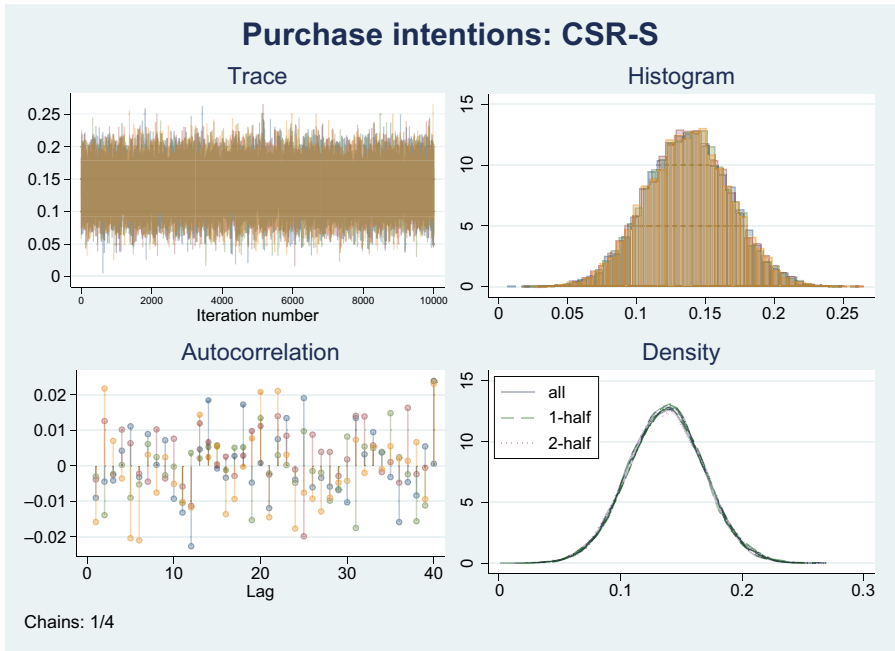 Purchase intentions: CSR-S
Trace
0.25
0.2
0.15
0.1
0.05
0
0 2000 4000 6000 8000 10000
Iteration number
Histogram
15
10
5
0
0 0.05 0.1 0.15 0.2 0.25
Autocorrelation
0.02
0.01
0
−0.01
−0.02
0 10 20 30 40
Lag
Density
15
10
5
0
all
1-half
2-half
0 0.1 0.2 0.3
Chains: 1/4